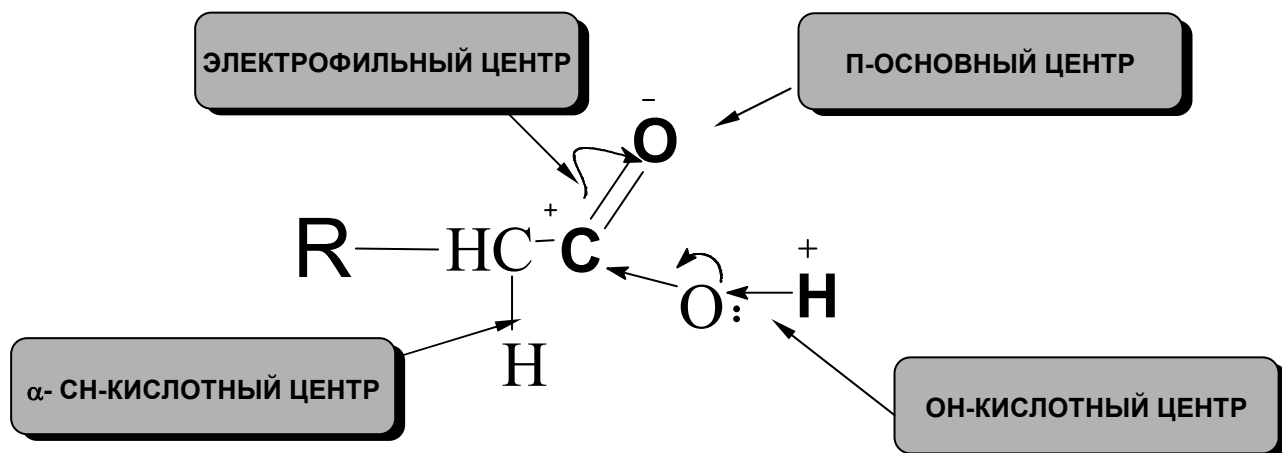 ЭЛЕКТРОФИЛЬНЫЙ ЦЕНТР
П-ОСНОВНЫЙ ЦЕНТР
−
O
+
+
R HC C
O: H
H
α- СН-КИСЛОТНЫЙ ЦЕНТР
ОН-КИСЛОТНЫЙ ЦЕНТР